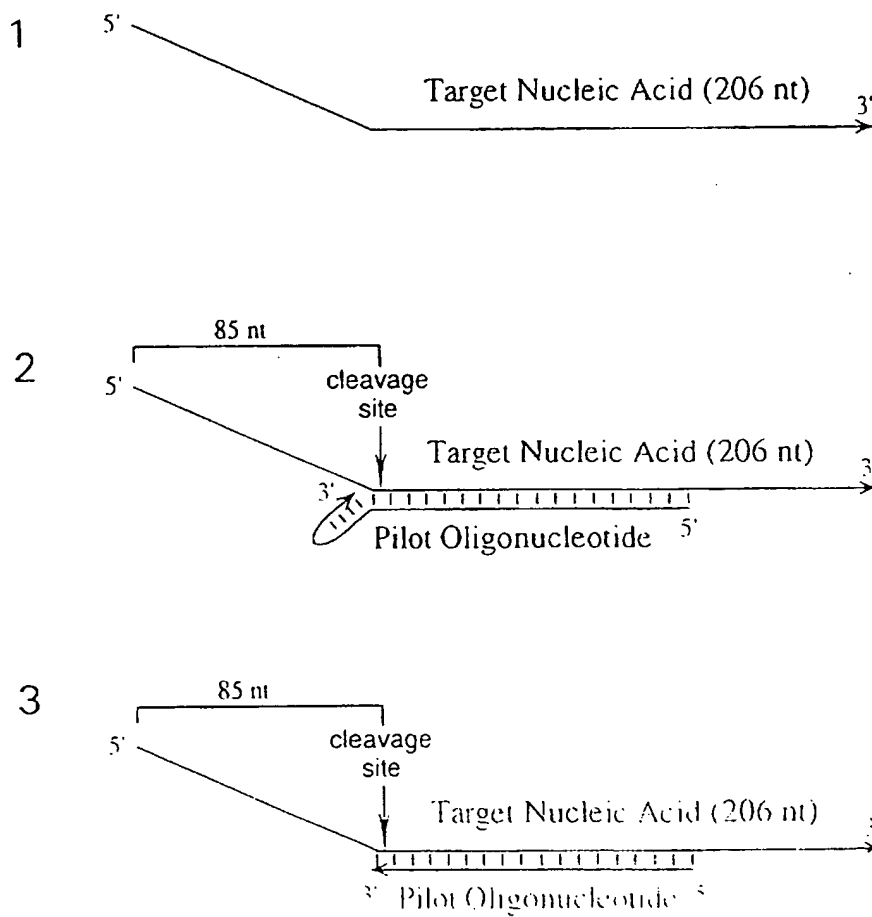 1
5'
Target Nucleic Acid (206 nt)
3'
2
85 nt
5'
cleavage
site
Target Nucleic Acid (206 nt)
3'
3'
Pilot Oligonucleotide
5'
3
85 nt
5'
cleavage
site
Target Nucleic Acid (206 nt)
3'
Pilot Oligonucleotide
5